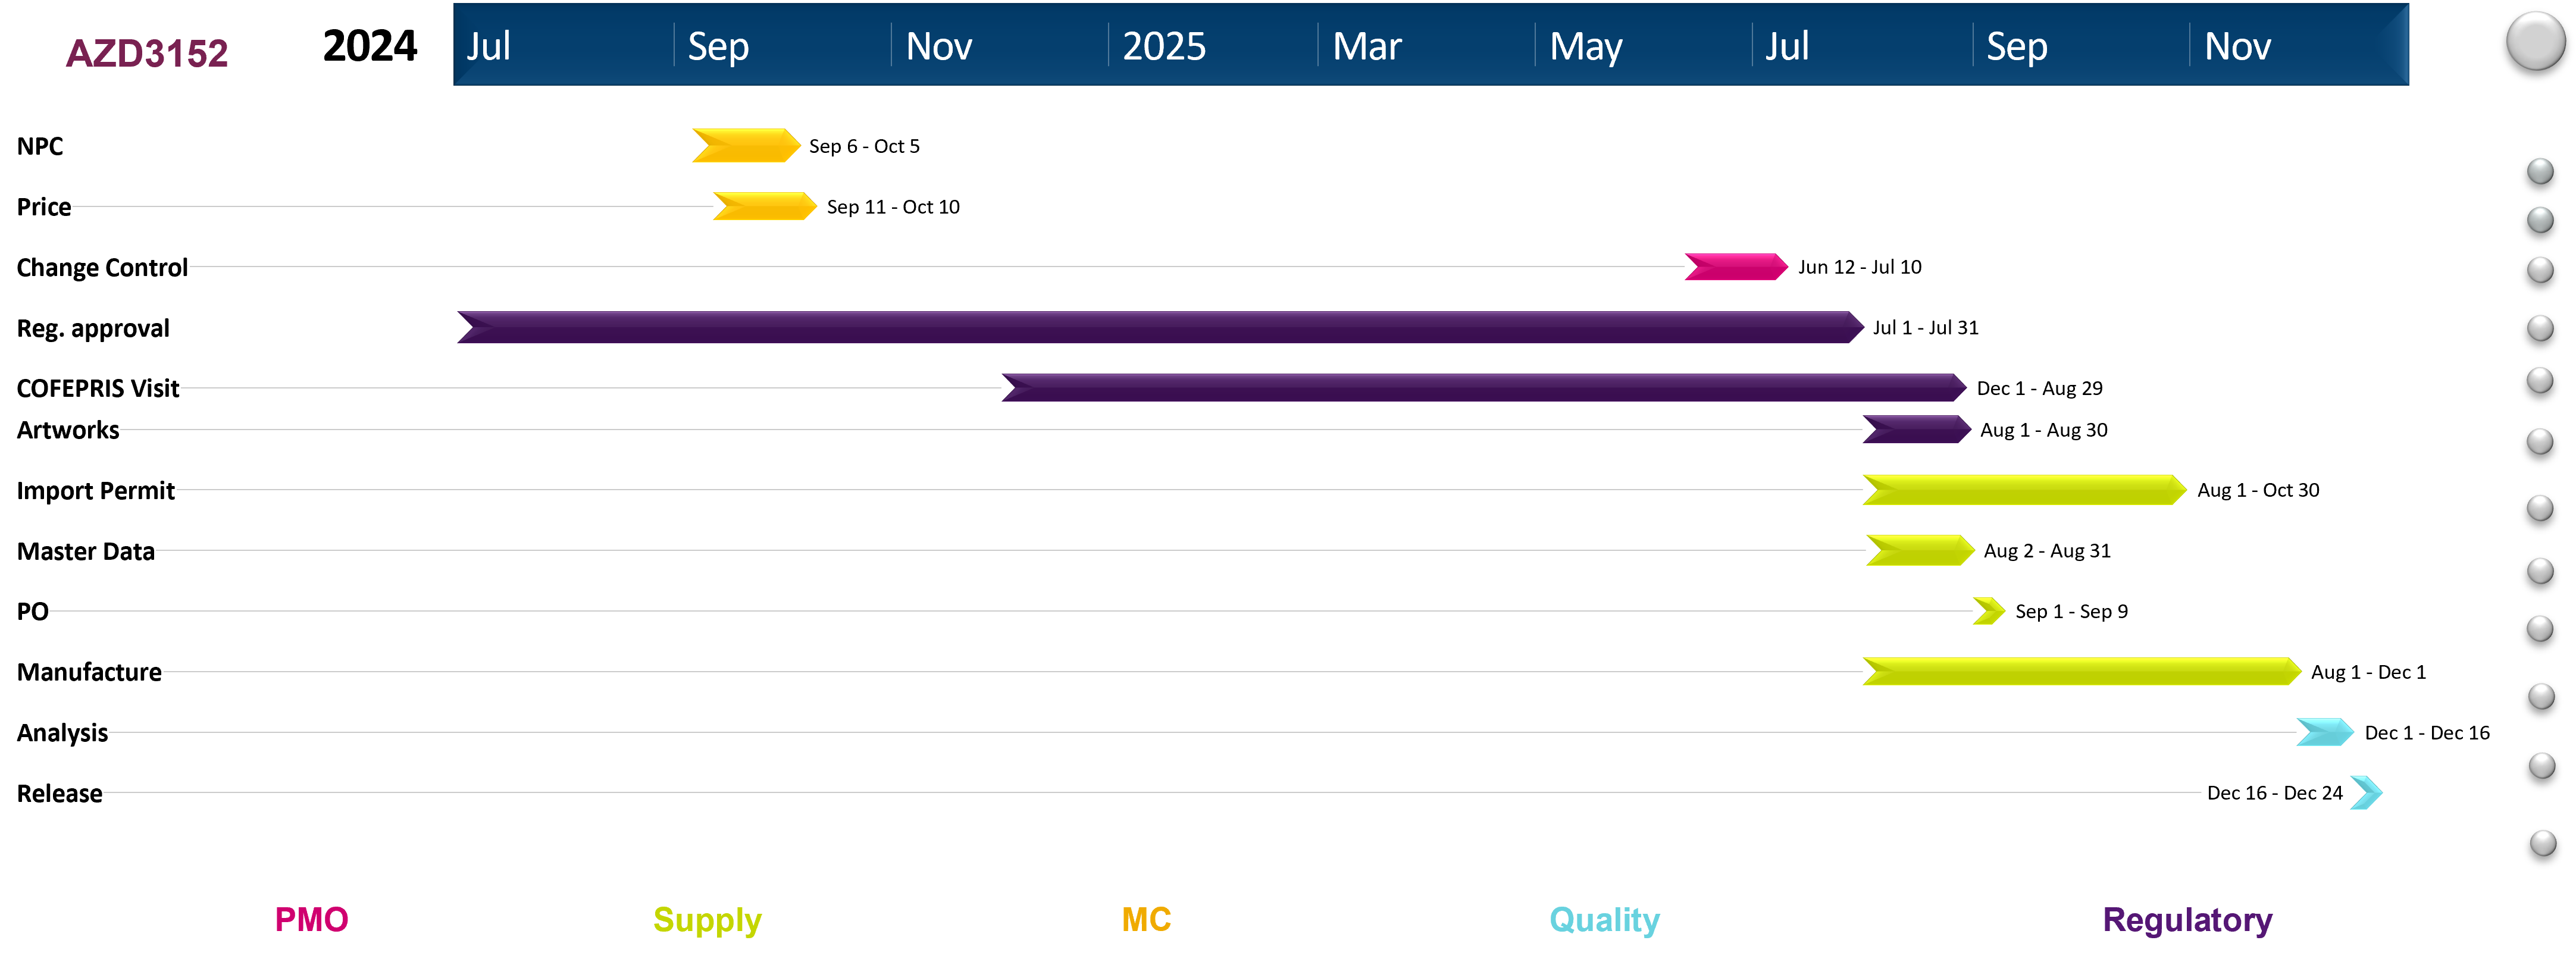 AZD3152 2024 Jul Sep Nov 2025 Mar May Jul Sep Nov
NPC Sep 6 - Oct 5
Price Sep 11 - Oct 10
Change Control Jun 12 - Jul 10
Reg. approval Jul 1 - Jul 31
COFEPRIS Visit Dec 1 - Aug 29
Artworks Aug 1 - Aug 30
Import Permit Aug 1 - Oct 30
Master Data Aug 2 - Aug 31
PO Sep 1 - Sep 9
Manufacture Aug 1 - Dec 1
Analysis Dec 1 - Dec 16
Release Dec 16 - Dec 24
PMO Supply MC Quality Regulatory